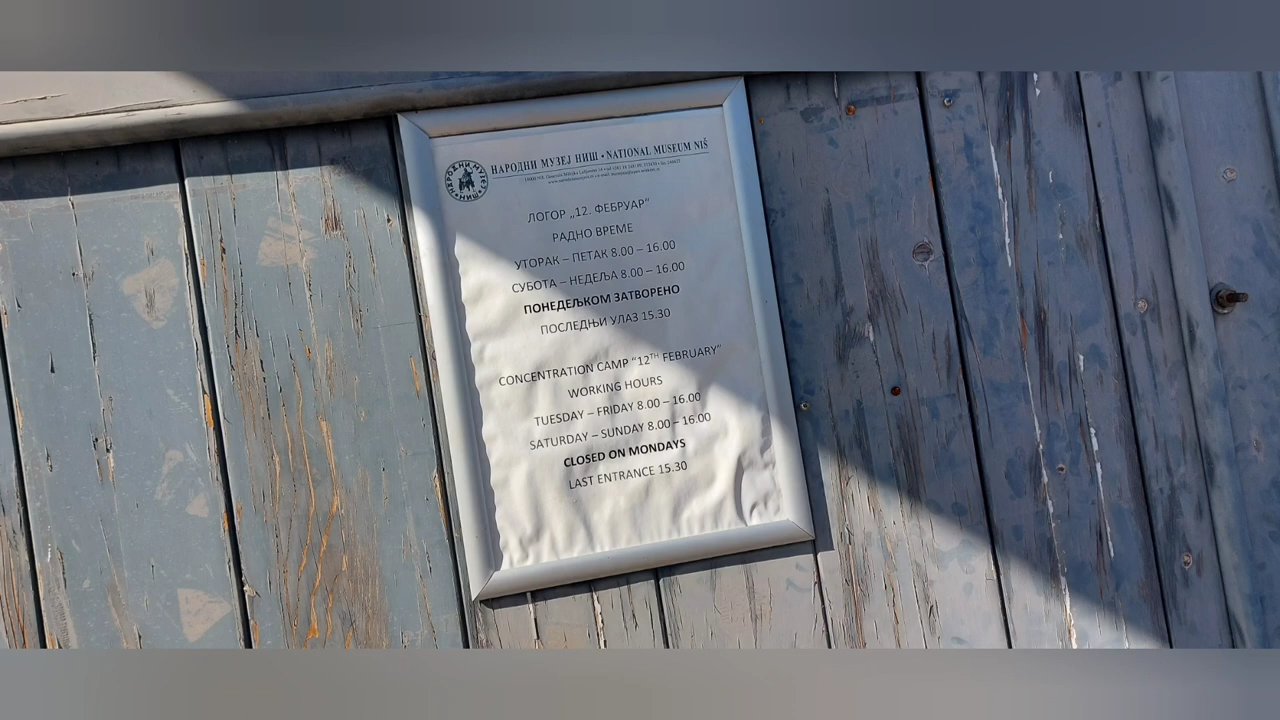 НАРОДНИ МУЗЕЈ НИШ • NATIONAL MUSEUM NIŠ
ЛОГОР „12. ФЕБРУАР“
РАДНО ВРЕМЕ
УТОРАК – ПЕТАК 8.00 – 16.00
СУБОТА – НЕДЕЉА 8.00 – 16.00
ПОНЕДЕЉКОМ ЗАТВОРЕНО
ПОСЛЕДЊИ УЛАЗ 15.30
CONCENTRATION CAMP “12TH FEBRUARY”
WORKING HOURS
TUESDAY – FRIDAY 8.00 – 16.00
SATURDAY – SUNDAY 8.00 – 16.00
CLOSED ON MONDAYS
LAST ENTRANCE 15.30